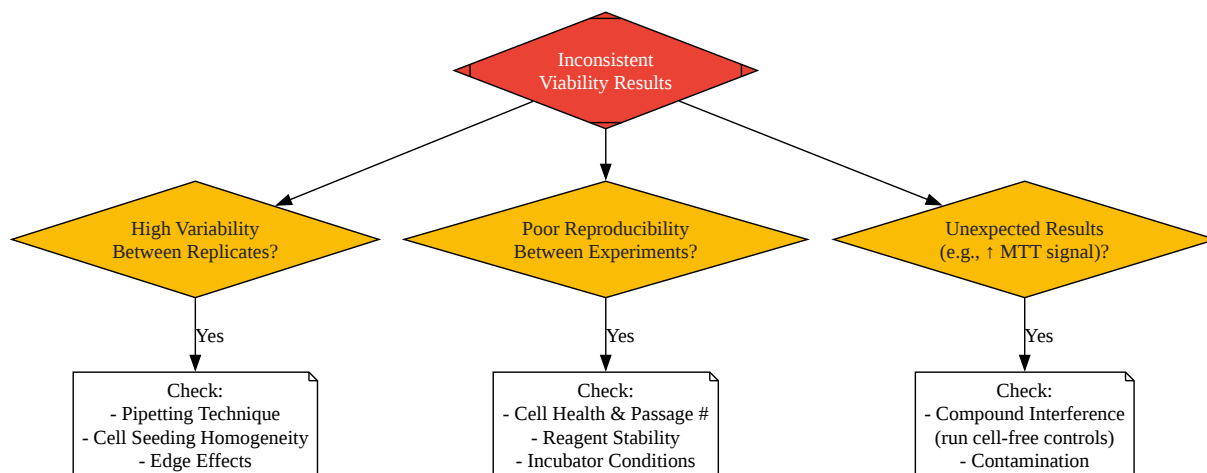 Inconsistent
Viability Results
High Variability
Between Replicates?
Poor Reproducibility
Between Experiments?
Unexpected Results
(e.g., ↑ MTT signal)?
Yes
Yes
Yes
Check:
- Pipetting Technique
- Cell Seeding Homogeneity
- Edge Effects
Check:
- Cell Health & Passage #
- Reagent Stability
- Incubator Conditions
Check:
- Compound Interference
(run cell-free controls)
- Contamination